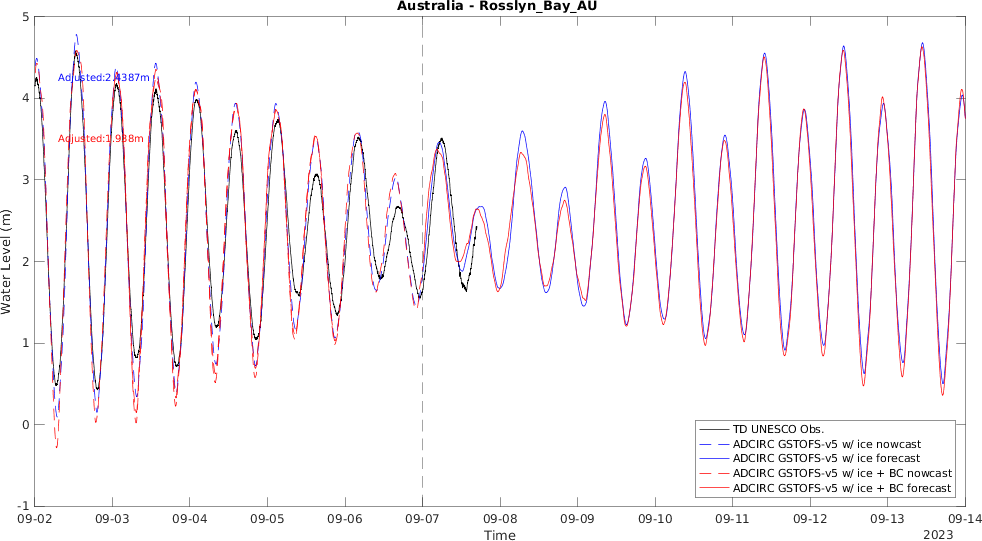 Australia - Rosslyn_Bay_AU
5
4
3
2
1
0
-1
Water Level (m)
Adjusted:2.4387m
Adjusted:1.938m
TD UNESCO Obs.
ADCIRC GSTOFS-v5 w/ ice nowcast
ADCIRC GSTOFS-v5 w/ ice forecast
ADCIRC GSTOFS-v5 w/ ice + BC nowcast
ADCIRC GSTOFS-v5 w/ ice + BC forecast
09-02 09-03 09-04 09-05 09-06 09-07 09-08 09-09 09-10 09-11 09-12 09-13 09-14
Time
2023